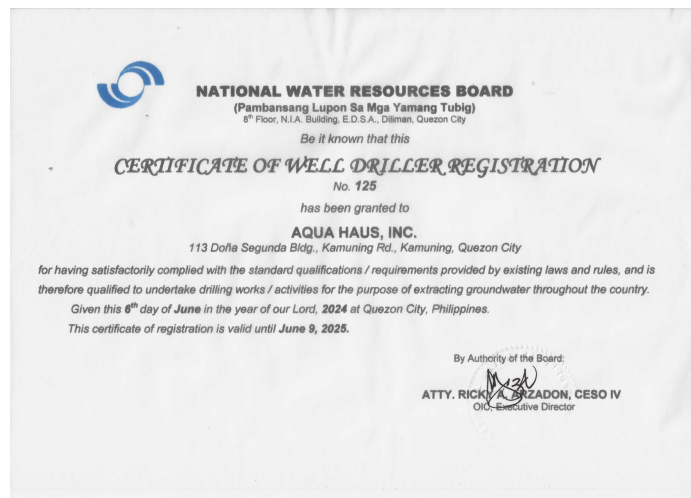 NATIONAL WATER RESOURCES BOARD
(Pambansang Lupon Sa Mga Yamang Tubig)
8th Floor, N.I.A. Building, E.D.S.A., Diliman, Quezon City
Be it known that this
CERTIFICATE OF WELL DRILLER REGISTRATION
No. 125
has been granted to
AQUA HAUS, INC.
113 Doña Segunda Bldg., Kamuning Rd., Kamuning, Quezon City
for having satisfactorily complied with the standard qualifications / requirements provided by existing laws and rules, and is
therefore qualified to undertake drilling works / activities for the purpose of extracting groundwater throughout the country.
Given this 6th day of June in the year of our Lord, 2024 at Quezon City, Philippines.
This certificate of registration is valid until June 9, 2025.
By Authority of the Board:
ATTY. RICKY A. ARZADON, CESO IV
OIC, Executive Director